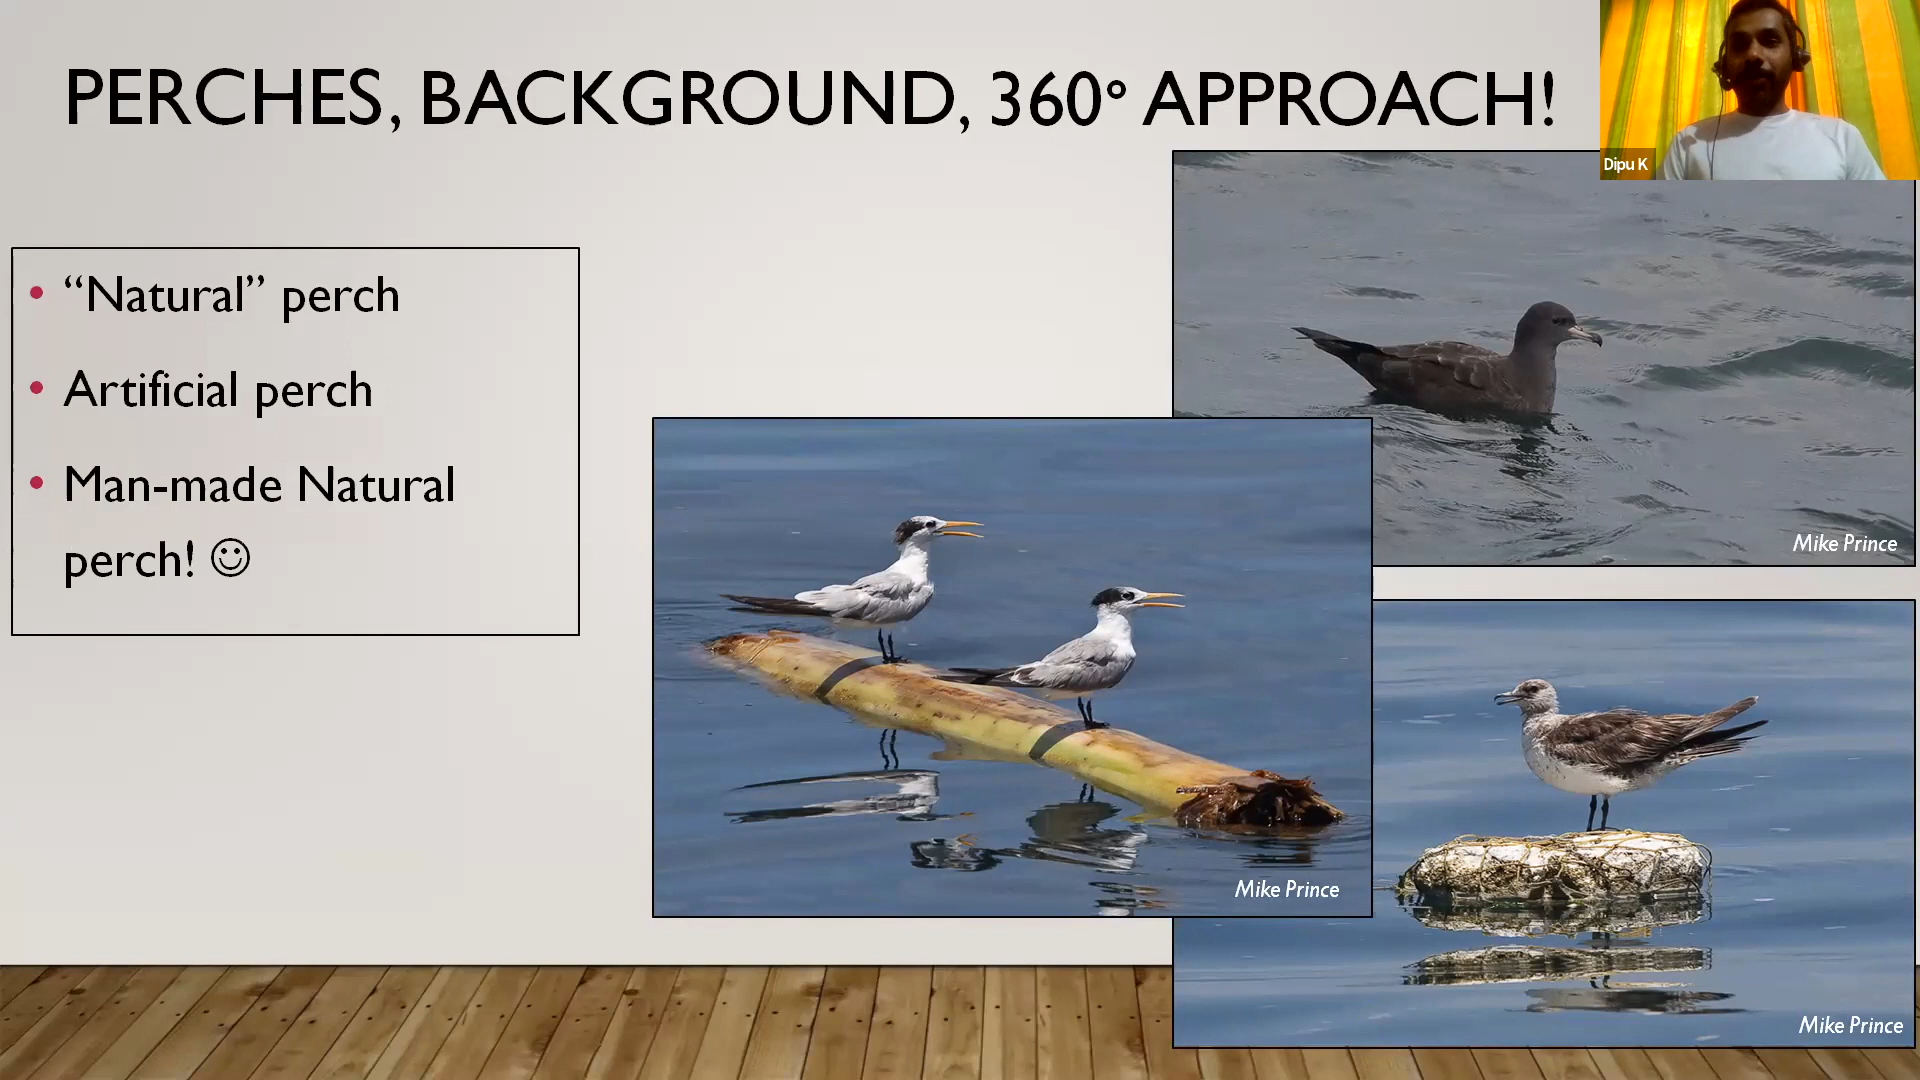 PERCHES, BACKGROUND, 360° APPROACH!
Dipu K
• “Natural” perch
• Artificial perch
• Man-made Natural
perch! ☺
Mike Prince
Mike Prince
Mike Prince